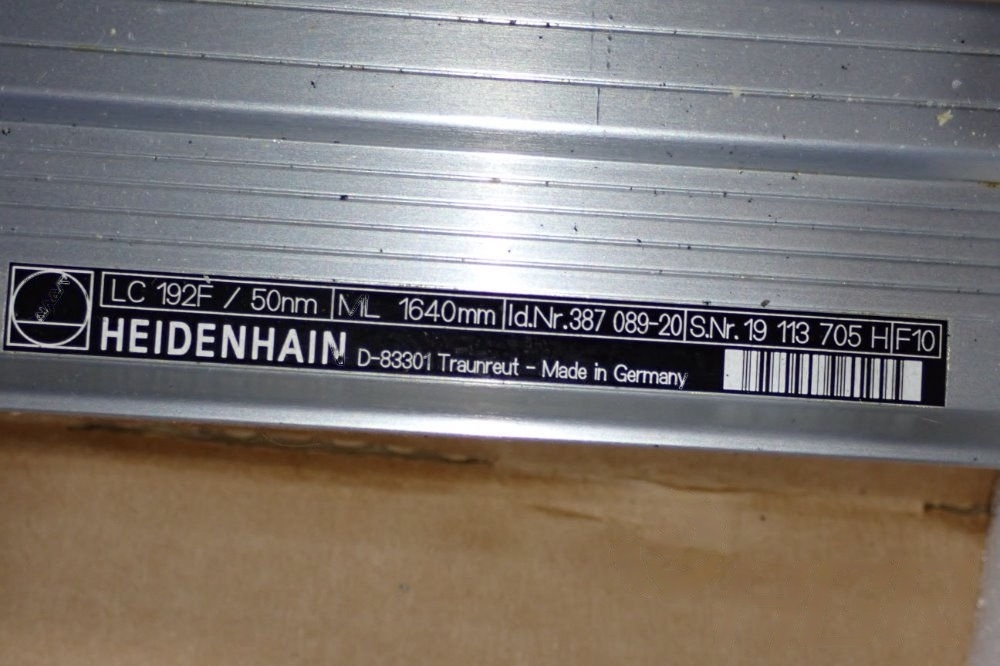 LC 192F / 50nm ML 1640mm Id.Nr.387 089-20 S.Nr. 19 113 705 H F10
HEIDENHAIN D-83301 Traunreut - Made in Germany